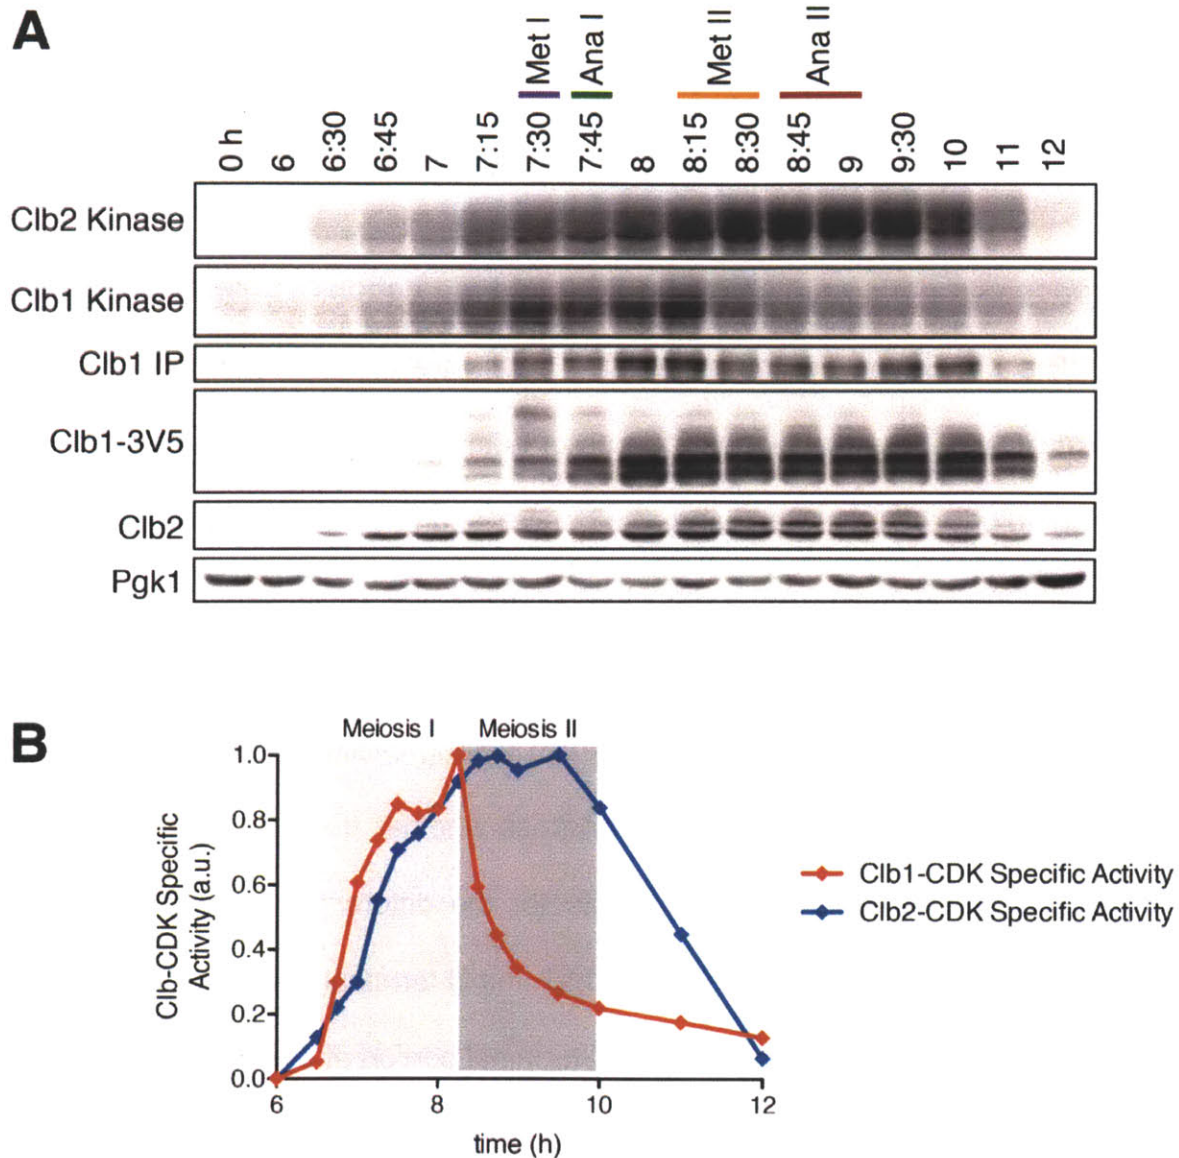 A
Met I
Ana I
Met II
Ana II
0 h
6
6:30
6:45
7
7:15
7:30
7:45
8
8:15
8:30
8:45
9
9:30
10
11
12
Clb2 Kinase
Clb1 Kinase
Clb1 IP
Clb1-3V5
Clb2
Pgk1
B
Meiosis I
Meiosis II
Clb-CDK Specific
Activity (a.u.)
1.0
0.8
0.6
0.4
0.2
0.0
6
8
10
12
time (h)
Clb1-CDK Specific Activity
Clb2-CDK Specific Activity